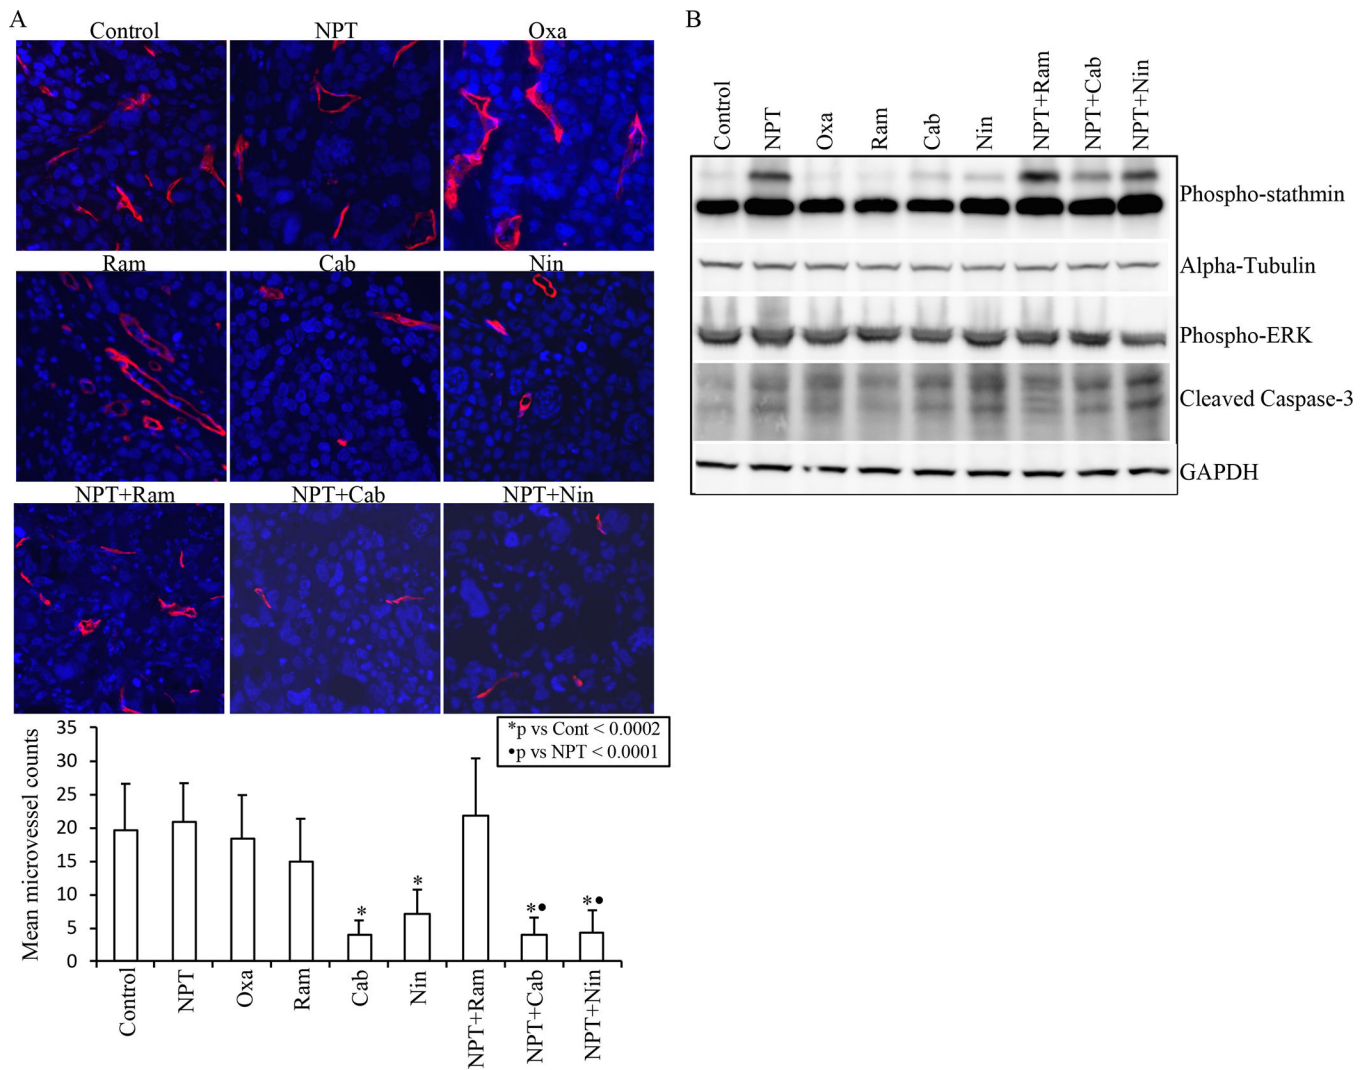 A
Control NPT Oxa
Ram Cab Nin
NPT+Ram NPT+Cab NPT+Nin
*p vs Cont < 0.0002
•p vs NPT < 0.0001
Mean microvessel counts
35
30
25
20
15
10
5
0
* * *• *•
Control NPT Oxa Ram Cab Nin NPT+Ram NPT+Cab NPT+Nin
B
Control NPT Oxa Ram Cab Nin NPT+Ram NPT+Cab NPT+Nin
Phospho-stathmin
Alpha-Tubulin
Phospho-ERK
Cleaved Caspase-3
GAPDH